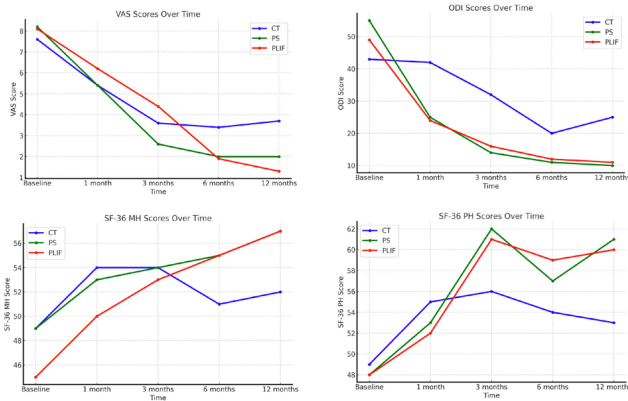 VAS Scores Over Time
8
7
6
5
4
3
2
1
VAS Score
CT
PS
PLIF
Baseline 1 month 3 months 6 months 12 months
Time
ODI Scores Over Time
50
40
30
20
10
ODI Score
CT
PS
PLIF
Baseline 1 month 3 months 6 months 12 months
Time
SF-36 MH Scores Over Time
56
54
52
50
48
46
SF-36 MH Score
CT
PS
PLIF
Baseline 1 month 3 months 6 months 12 months
Time
SF-36 PH Scores Over Time
62
60
58
56
54
52
50
48
SF-36 PH Score
CT
PS
PLIF
Baseline 1 month 3 months 6 months 12 months
Time